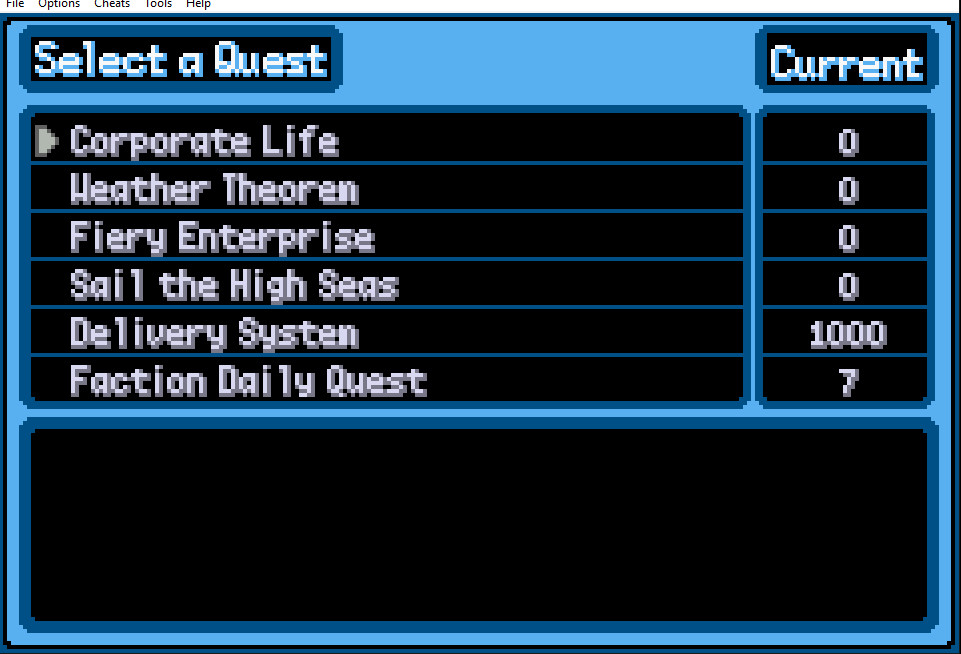 File Options Cheats Tools Help
Select a Quest Current
Corporate Life 0
Weather Theorem 0
Fiery Enterprise 0
Sail the High Seas 0
Delivery System 1000
Faction Daily Quest 7